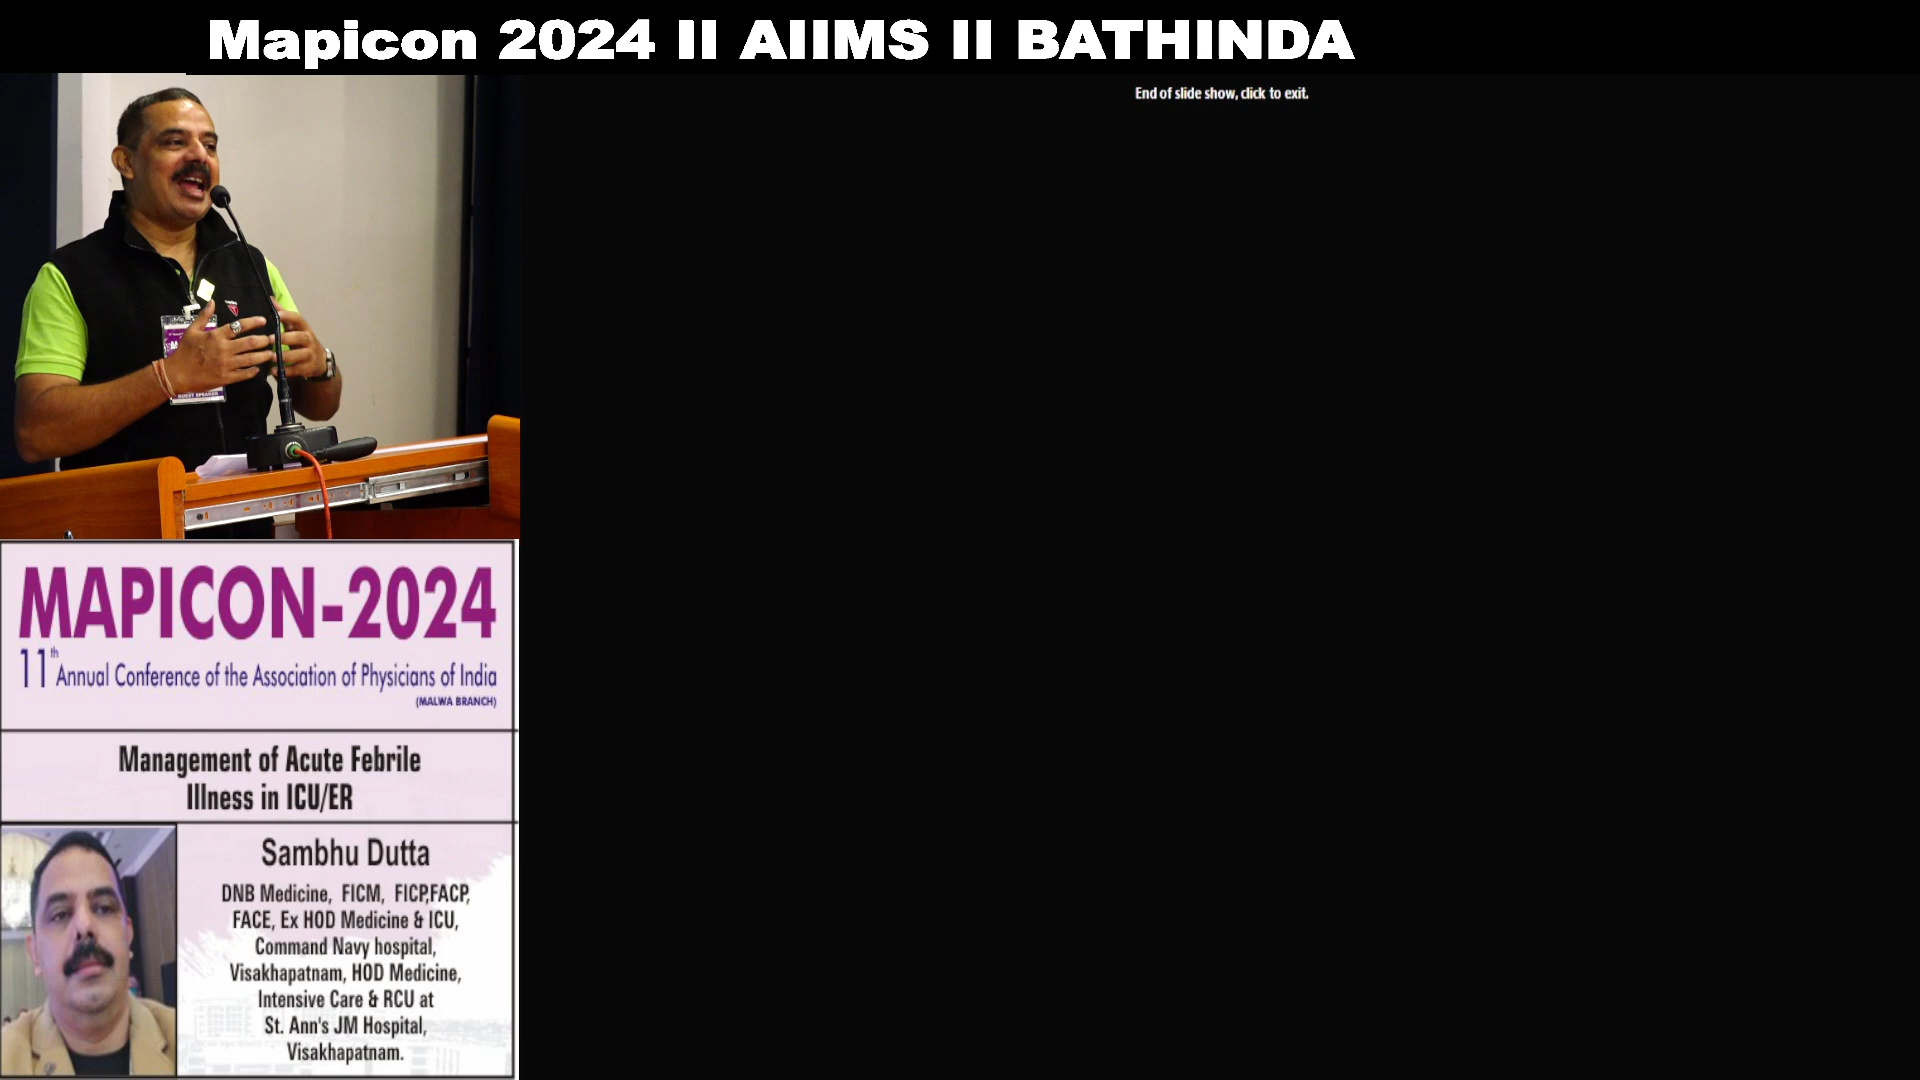 Mapicon 2024 II AIIMS II BATHINDA
End of slide show, click to exit.
GUEST SPEAKER
MAPICON-2024
11th Annual Conference of the Association of Physicians of India
(MALWA BRANCH)
Management of Acute Febrile
Illness in ICU/ER
Sambhu Dutta
DNB Medicine, FICM, FICP,FACP,
FACE, Ex HOD Medicine & ICU,
Command Navy hospital,
Visakhapatnam, HOD Medicine,
Intensive Care & RCU at
St. Ann's JM Hospital,
Visakhapatnam.